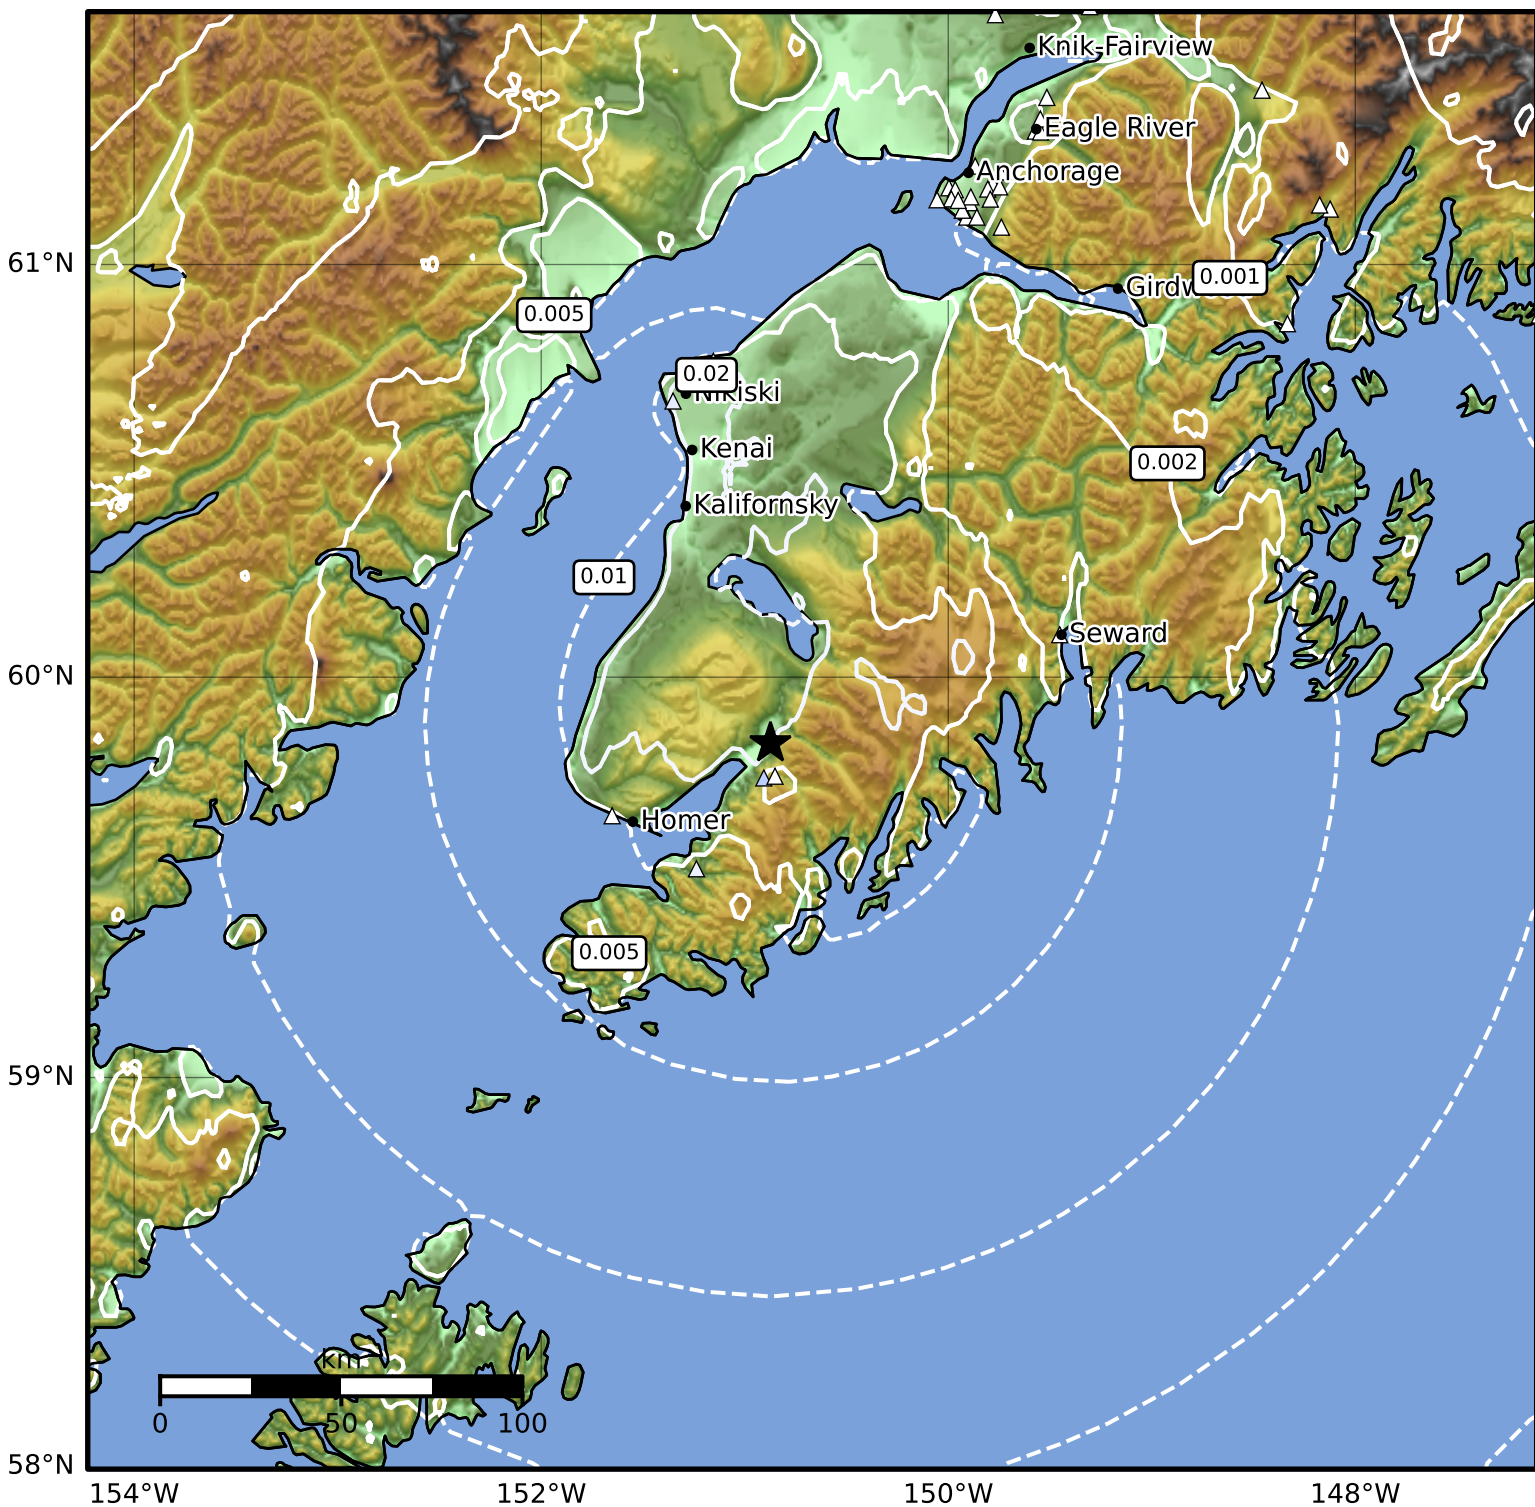 Knik-Fairview
Eagle River
Anchorage
61°N
Girdw
0.001
0.005
0.02
Nikiski
Kenai
0.002
Kalifornsky
0.01
Seward
60°N
Homer
0.005
59°N
km
0 50 100
58°N
154°W 152°W 150°W 148°W